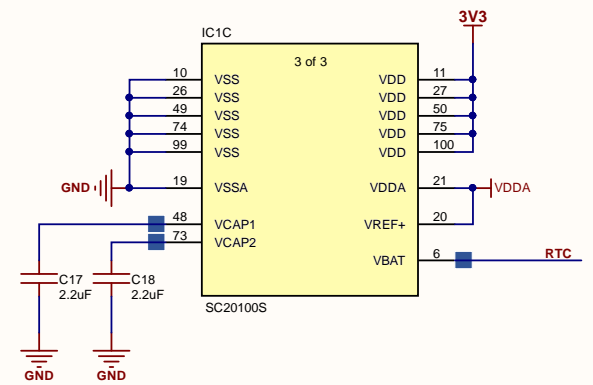 3V3
IC1C
3 of 3
10 VSS VDD 11
26 VSS VDD 27
49 VSS VDD 50
74 VSS VDD 75
99 VSS VDD 100
GND 19 VSSA VDDA 21 VDDA
48 VCAP1 VREF+ 20
73 VCAP2
VBAT 6 RTC
C17 C18
2.2uF 2.2uF
SC20100S
GND GND